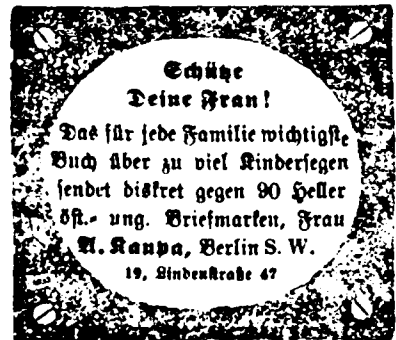 Schütze
Deine Frau!
Das für jede Familie wichtigste
Buch über zu viel Kindersegen
sendet diskret gegen 90 Heller
öst.- ung. Briefmarken, Frau
A. Kaupa, Berlin S. W.
19, Lindenstraße 47